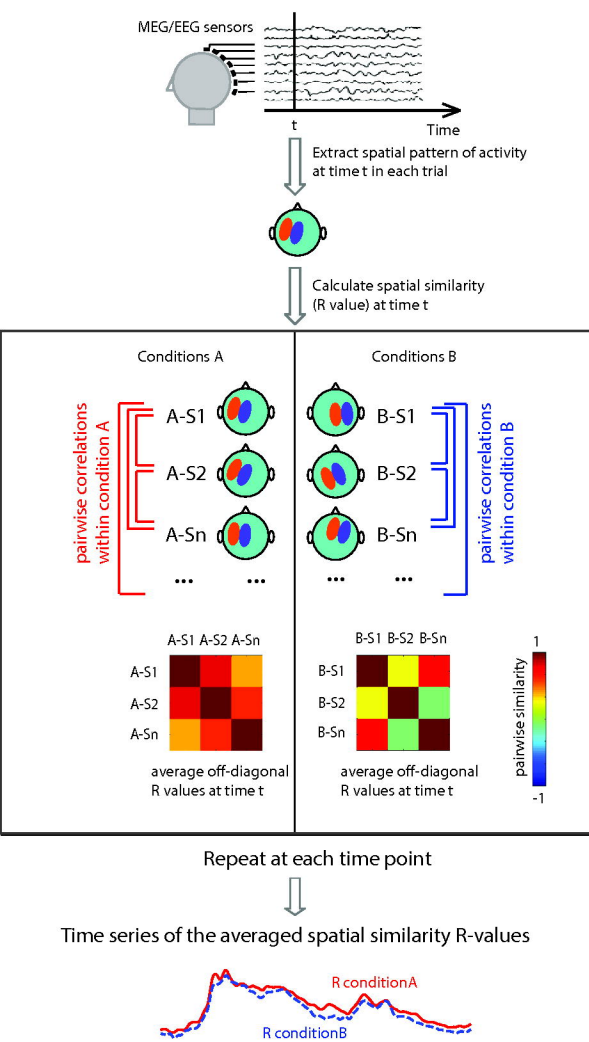 MEG/EEG sensors
t
Time
Extract spatial pattern of activity
at time t in each trial
Calculate spatial similarity
(R value) at time t
Conditions A
Conditions B
pairwise correlations
within condition A
A-S1
A-S2
A-Sn
... ...
B-S1
B-S2
B-Sn
... ...
pairwise correlations
within condition B
A-S1 A-S2 A-Sn
A-S1
A-S2
A-Sn
average off-diagonal
R values at time t
B-S1 B-S2 B-Sn
B-S1
B-S2
B-Sn
average off-diagonal
R values at time t
1
pairwise similarity
-1
Repeat at each time point
Time series of the averaged spatial similarity R-values
R conditionA
R conditionB